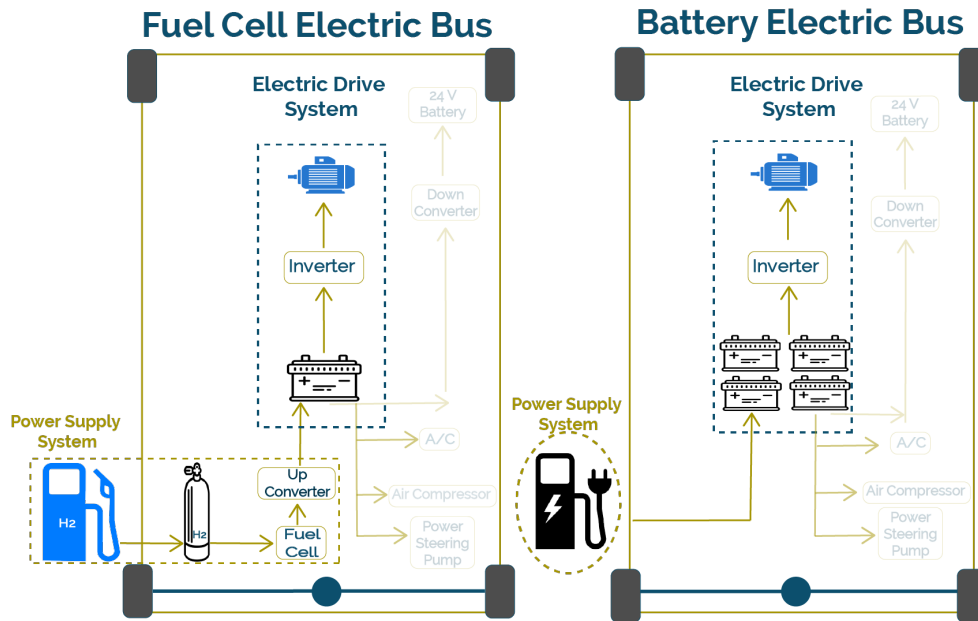 Fuel Cell Electric Bus
Electric Drive
System
24 V
Battery
Down
Converter
Inverter
Power Supply
System
H2
H2
Up
Converter
Fuel
Cell
A/C
Air Compressor
Power
Steering
Pump
Battery Electric Bus
Electric Drive
System
24 V
Battery
Down
Converter
Inverter
Power Supply
System
A/C
Air Compressor
Power
Steering
Pump